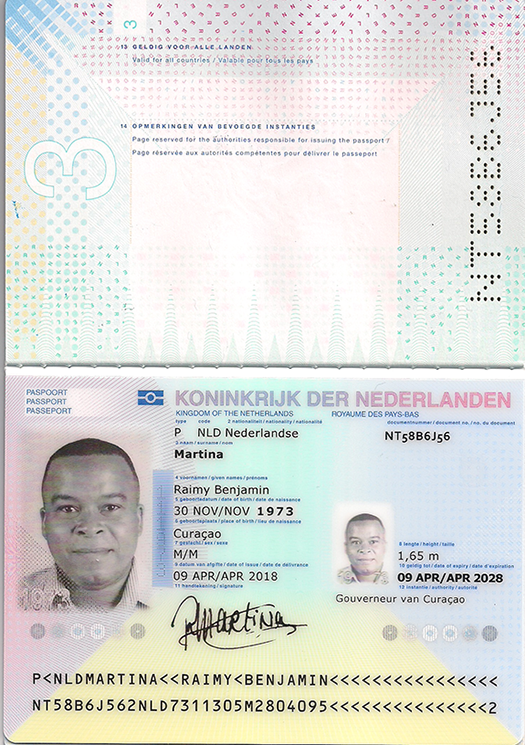 3
13 GELDIG VOOR ALLE LANDEN
Valid for all countries / Valable pour tous les pays
14 OPMERKINGEN VAN BEVOEGDE INSTANTIES
Page reserved for the authorities responsible for issuing the passport /
Page réservée aux autorités compétentes pour délivrer le passeport
3
NT58B6J56
PASPOORT
PASSPORT
PASSEPORT
KONINKRIJK DER NEDERLANDEN
KINGDOM OF THE NETHERLANDS ROYAUME DES PAYS-BAS
type code 2 nationaliteit / nationality / nationalité documentnummer / document no. / no. du document
P NLD Nederlandse NT58B6J56
3 naam / surname / nom
Martina
4 voornamen / given names / prénoms
Raimy Benjamin
5 geboortedatum / date of birth / date de naissance
30 NOV/NOV 1973
6 geboorteplaats / place of birth / lieu de naissance
Curaçao
7 geslacht / sex / sexe 8 lengte / height / taille
M/M 1,65 m
9 datum van afgifte / date of issue / date de délivrance 10 geldig tot / date of expiry / date d'expiration
09 APR/APR 2018 09 APR/APR 2028
11 handtekening / signature 12 instantie / authority / autorité
Gouverneur van Curaçao
Martina
P<NLDMARTINA<<RAIMY<BENJAMIN<<<<<<<<<<<<<<<<
NT58B6J562NLD7311305M2804095<<<<<<<<<<<<<<<2